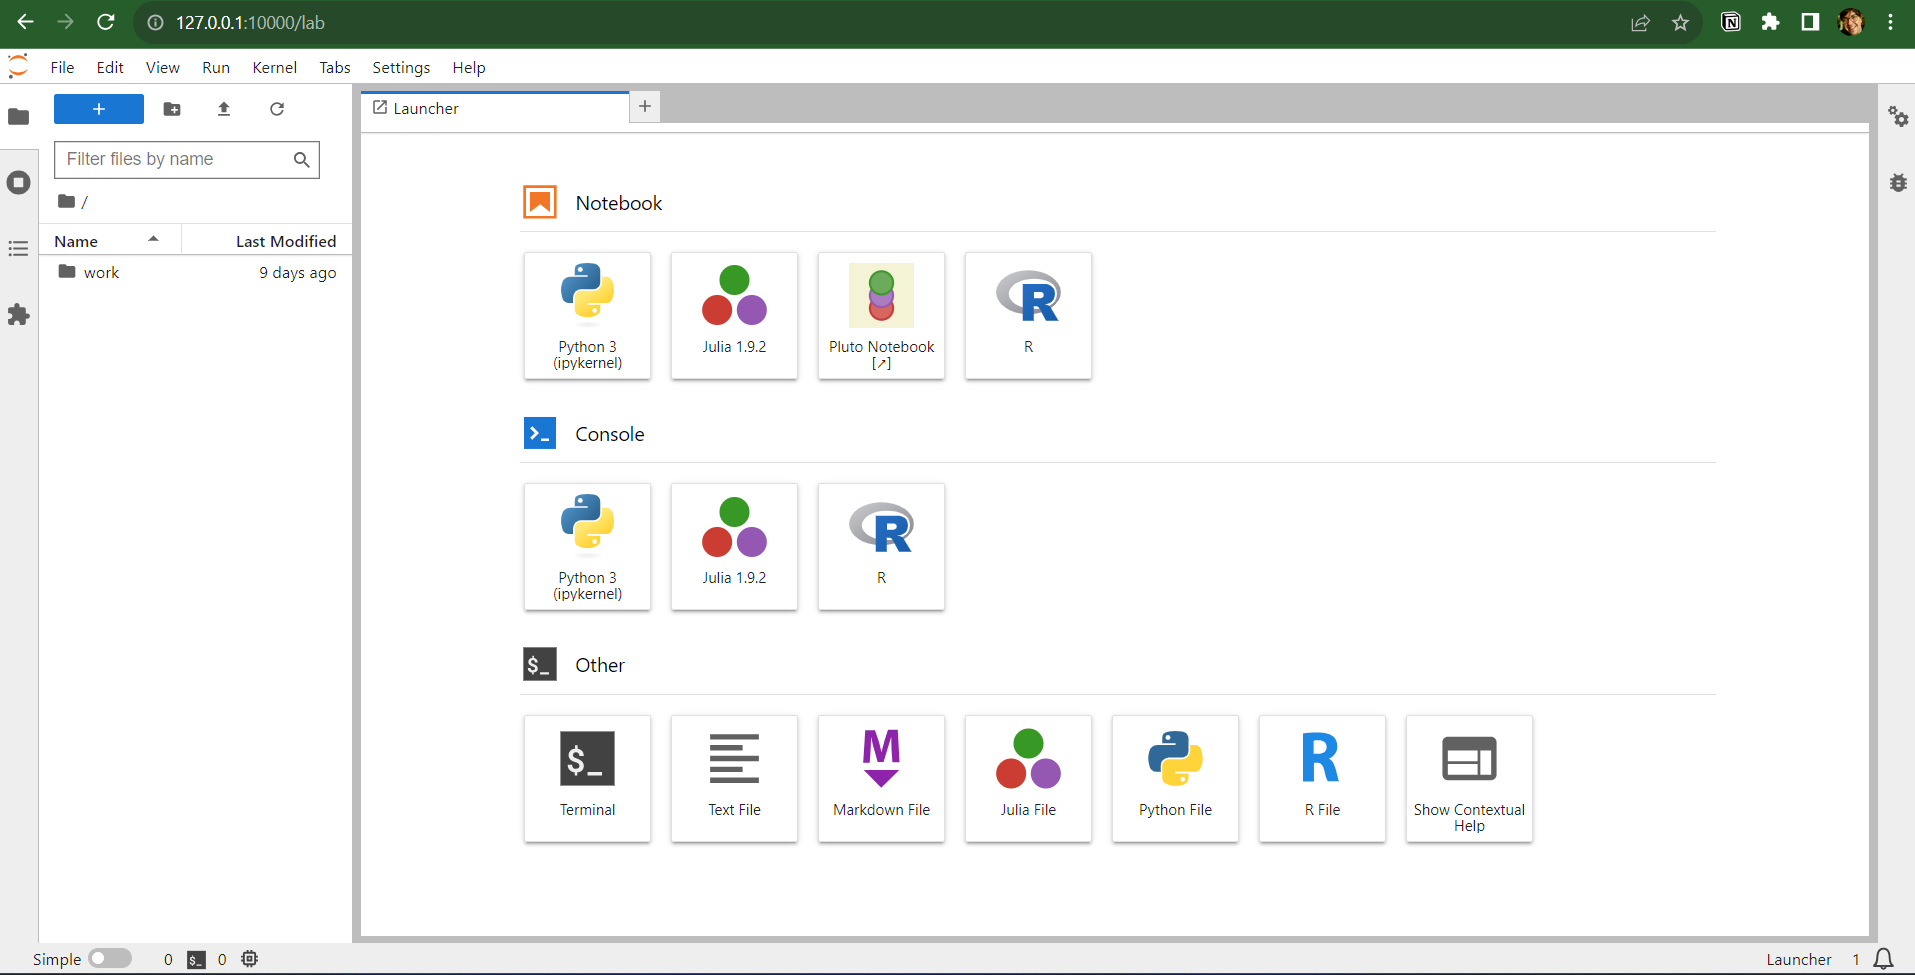 127.0.0.1:10000/lab
File Edit View Run Kernel Tabs Settings Help
+
Launcher
+
Filter files by name
/
Name Last Modified
work 9 days ago
Notebook
Python 3
(ipykernel)
Julia 1.9.2
Pluto Notebook
[↗]
R
Console
Python 3
(ipykernel)
Julia 1.9.2
R
Other
$_
Terminal
Text File
M
Markdown File
Julia File
Python File
R
R File
Show Contextual
Help
Simple 0 $_ 0
Launcher 1